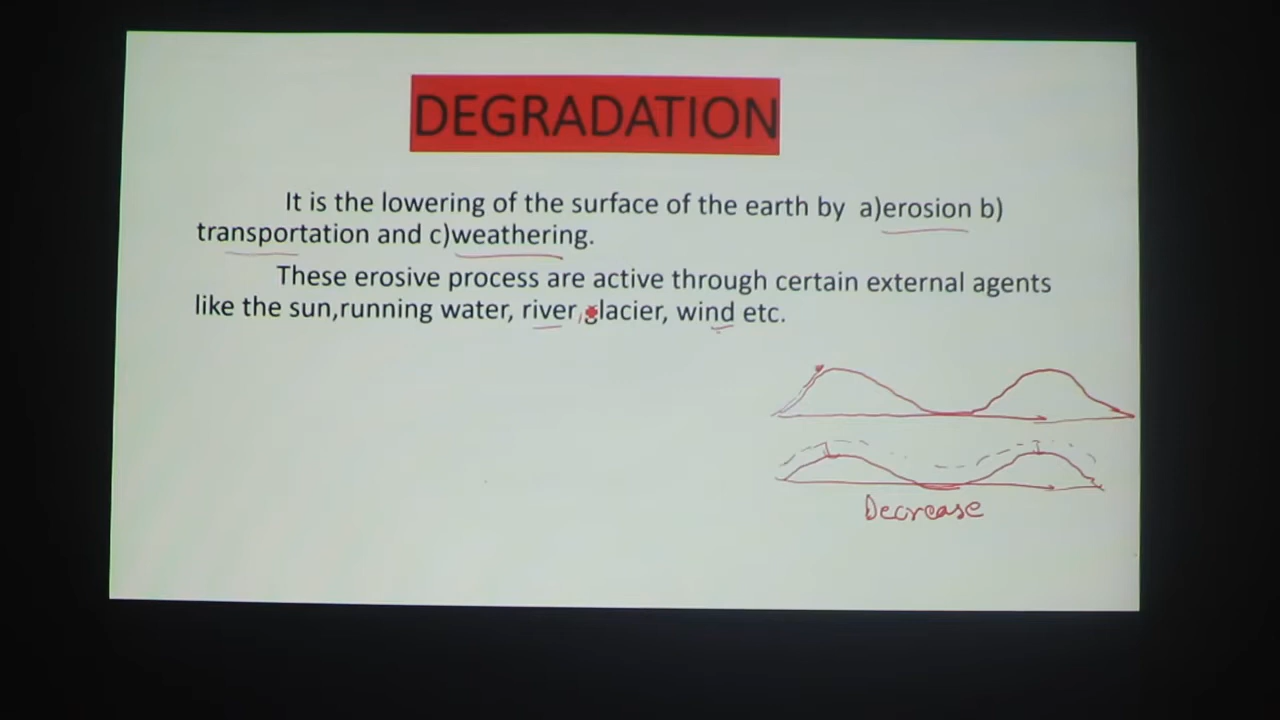 DEGRADATION
It is the lowering of the surface of the earth by a)erosion b)
transportation and c)weathering.
These erosive process are active through certain external agents
like the sun,running water, river,glacier, wind etc.
Decrease